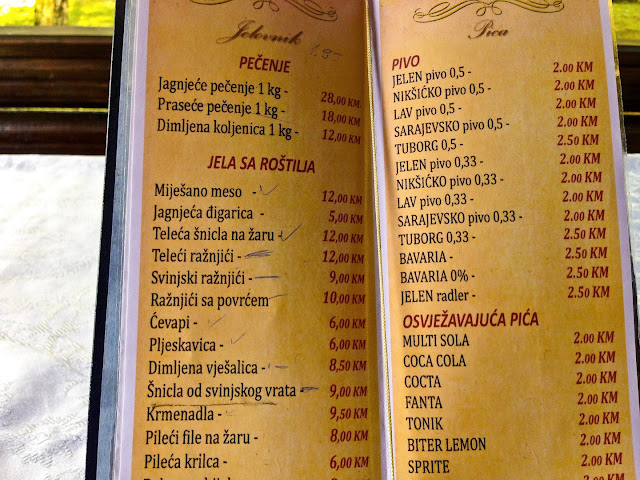 Jelovnik
PEČENJE
Jagnjeće pečenje 1 kg - 28,00 KM
Praseće pečenje 1 kg - 18,00 KM
Dimljena koljenica 1 kg - 12,00 KM
JELA SA ROŠTILJA
Miješano meso - 12,00 KM
Jagnjeća đigarica - 5,00 KM
Teleća šnicla na žaru - 12,00 KM
Teleći ražnjići - 12,00 KM
Svinjski ražnjići - 9,00 KM
Ražnjići sa povrćem 10,00 KM
Ćevapi - 6,00 KM
Pljeskavica - 6,00 KM
Dimljena vješalica - 8,50 KM
Šnicla od svinjskog vrata - 9,00 KM
Krmenadla - 9,50 KM
Pileći file na žaru - 8,00 KM
Pileća krilca - 6,00 KM
Pića
PIVO
JELEN pivo 0,5 - 2.00 KM
NIKŠIĆKO pivo 0,5 - 2.00 KM
LAV pivo 0,5 - 2.00 KM
SARAJEVSKO pivo 0,5 - 2.00 KM
TUBORG 0,5 - 2.50 KM
JELEN pivo 0,33 - 2.00 KM
NIKŠIĆKO pivo 0,33 - 2.00 KM
LAV pivo 0,33 - 2.00 KM
SARAJEVSKO pivo 0,33 - 2.00 KM
TUBORG 0,33 - 2.50 KM
BAVARIA - 2.50 KM
BAVARIA 0% - 2.50 KM
JELEN radler - 2.50 KM
OSVJEŽAVAJUĆA PIĆA
MULTI SOLA 2.00 KM
COCA COLA 2.00 KM
COCTA 2.00 KM
FANTA 2.00 KM
TONIK 2.00 KM
BITER LEMON 2.00 KM
SPRITE 2.00 KM